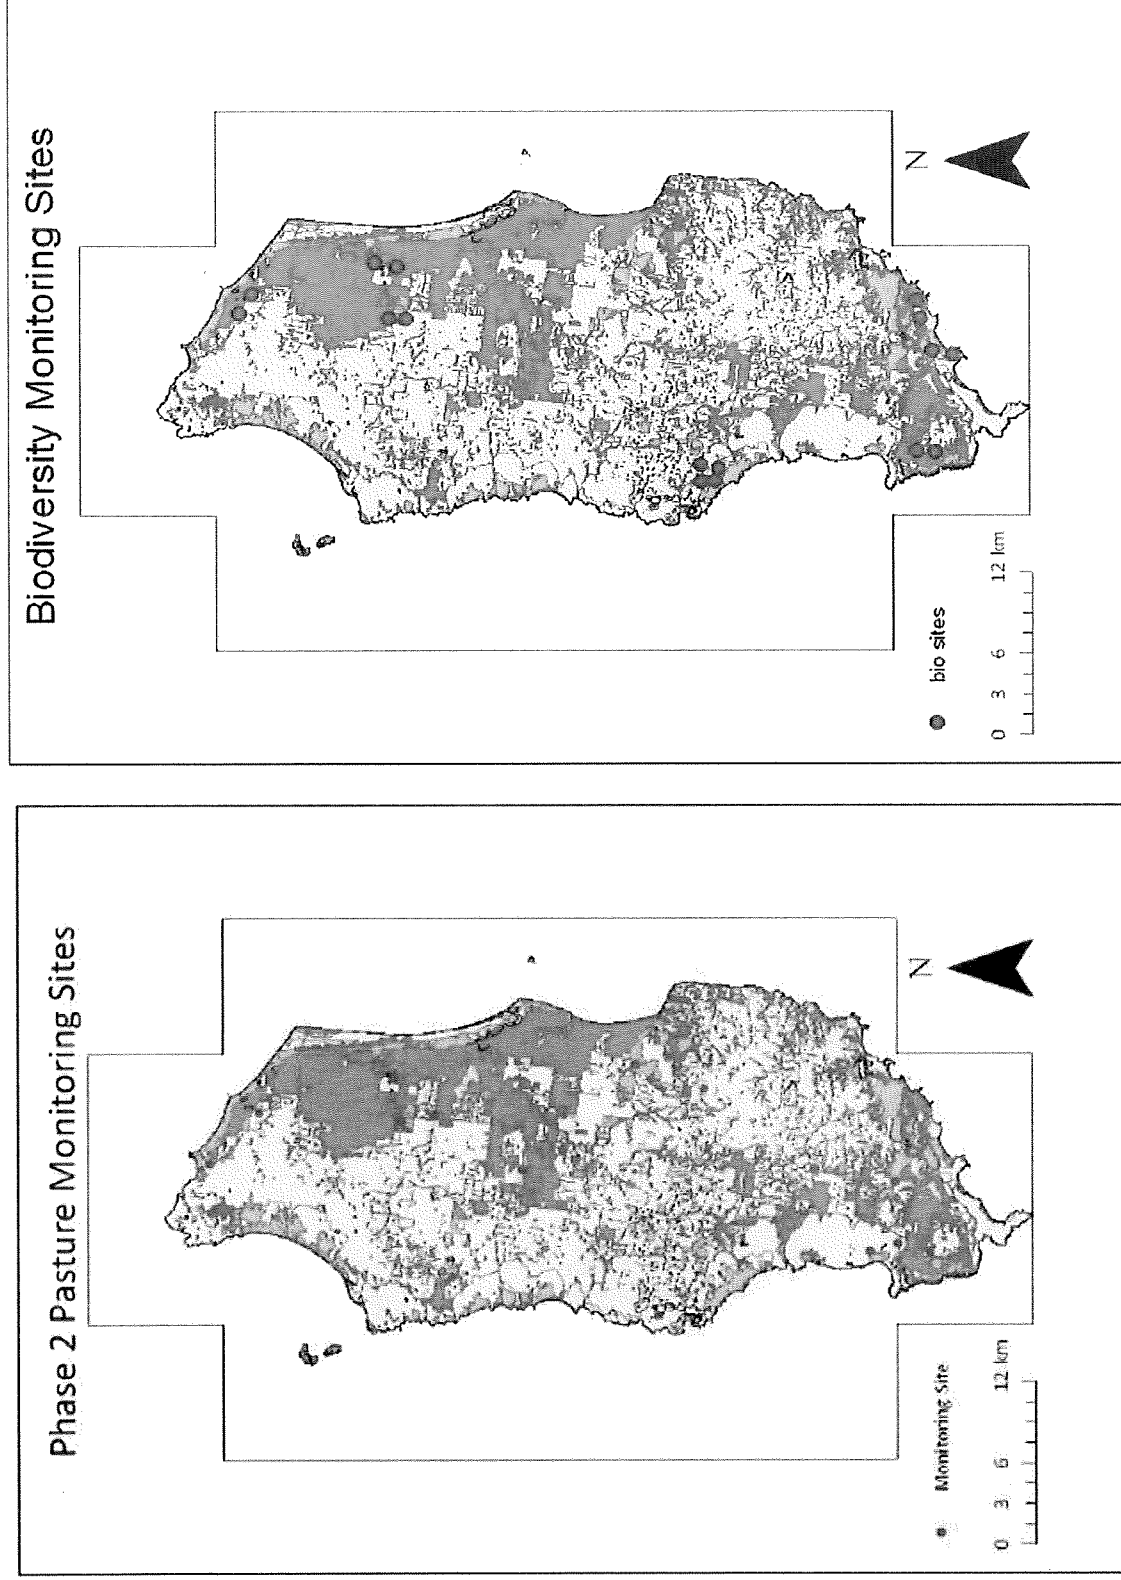 Biodiversity Monitoring Sites
N
bio sites
0 3 6 12 km
Phase 2 Pasture Monitoring Sites
N
Monitoring Site
0 3 6 12 km